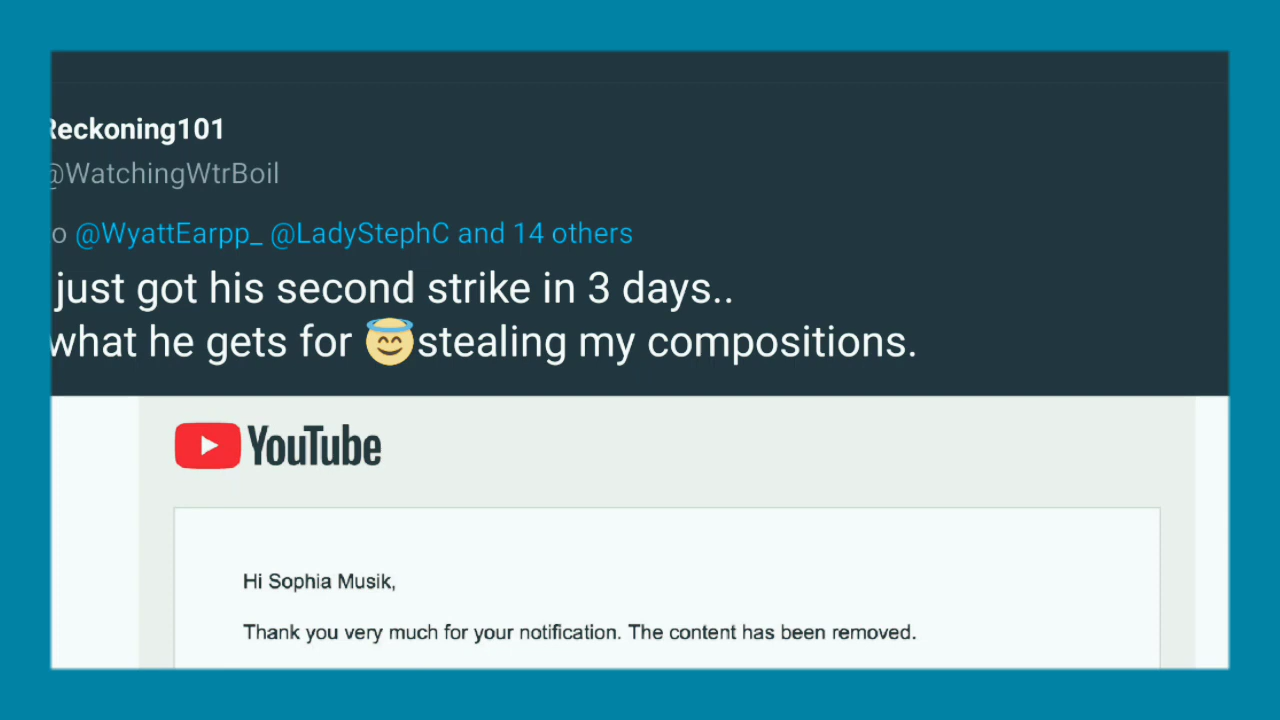 Reckoning101
@WatchingWtrBoil
o @WyattEarpp_ @LadyStephC and 14 others
just got his second strike in 3 days..
what he gets for 😇stealing my compositions.
YouTube
Hi Sophia Musik,
Thank you very much for your notification. The content has been removed.